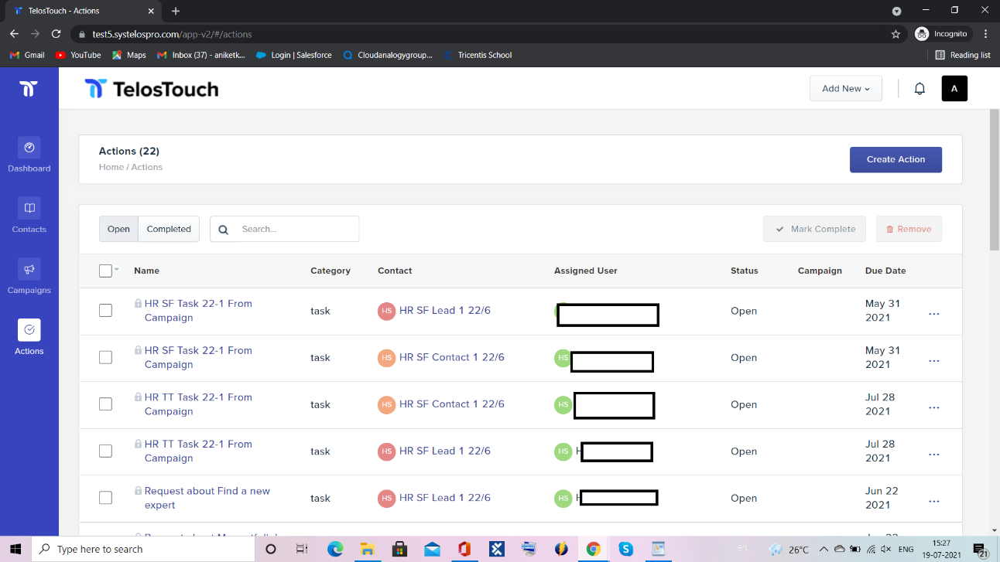 TelosTouch - Actions
test5.systelospro.com/app-v2/#/actions
Incognito
Gmail
YouTube
Maps
Inbox (37) - aniketk...
Login | Salesforce
Cloudanalogygroup...
Tricentis School
Reading list
TelosTouch
Add New
A
Dashboard
Contacts
Campaigns
Actions
Actions (22)
Home / Actions
Create Action
Open
Completed
Search...
Mark Complete
Remove
Name Category Contact Assigned User Status Campaign Due Date
HR SF Task 22-1 From
Campaign
task
HS HR SF Lead 1 22/6
Open
May 31
2021
...
HR SF Task 22-1 From
Campaign
task
HS HR SF Contact 1 22/6
HS
Open
May 31
2021
...
HR TT Task 22-1 From
Campaign
task
HS HR SF Contact 1 22/6
HS
Open
Jul 28
2021
...
HR TT Task 22-1 From
Campaign
task
HS HR SF Lead 1 22/6
HS
Open
Jul 28
2021
...
Request about Find a new
expert
task
HS HR SF Lead 1 22/6
HS
Open
Jun 22
2021
...
Type here to search
EN
26°C
ENG
15:27
19-07-2021
21